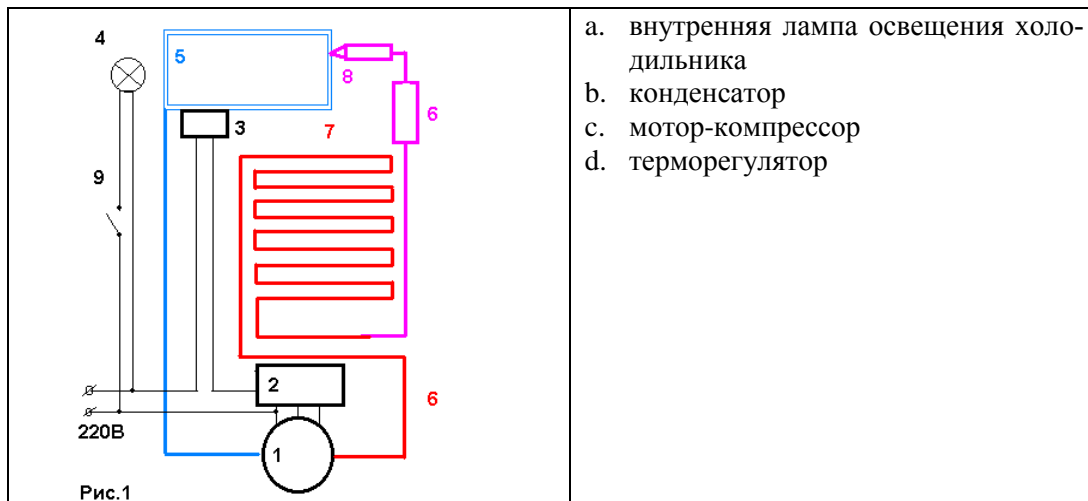 4
5
8
6
3
7
9
2
6
220В
1
Рис.1
a. внутренняя лампа освещения холо-
дильника
b. конденсатор
c. мотор-компрессор
d. терморегулятор